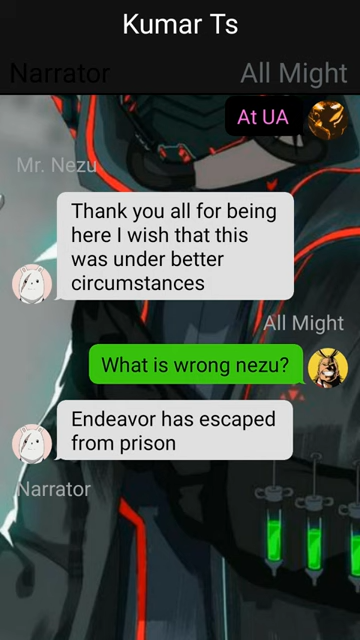 Kumar Ts
Narrator
All Might
At UA
Mr. Nezu
Thank you all for being
here I wish that this
was under better
circumstances
All Might
What is wrong nezu?
Endeavor has escaped
from prison
Narrator